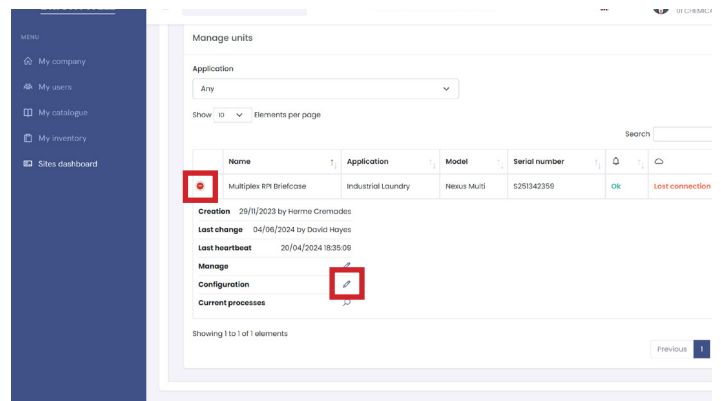 UI CHEMICA
MENU
My company
My users
My catalogue
My inventory
Sites dashboard
Manage units
Application
Any
Show 10 Elements per page
Search
Name Application Model Serial number
Multiplex RPI Briefcase Industrial Laundry Nexus Multi S251342359 Ok Lost connection
Creation 29/11/2023 by Herme Cremades
Last change 04/06/2024 by David Hayes
Last heartbeat 20/04/2024 18:35:09
Manage
Configuration
Current processes
Showing 1 to 1 of 1 elements
Previous 1